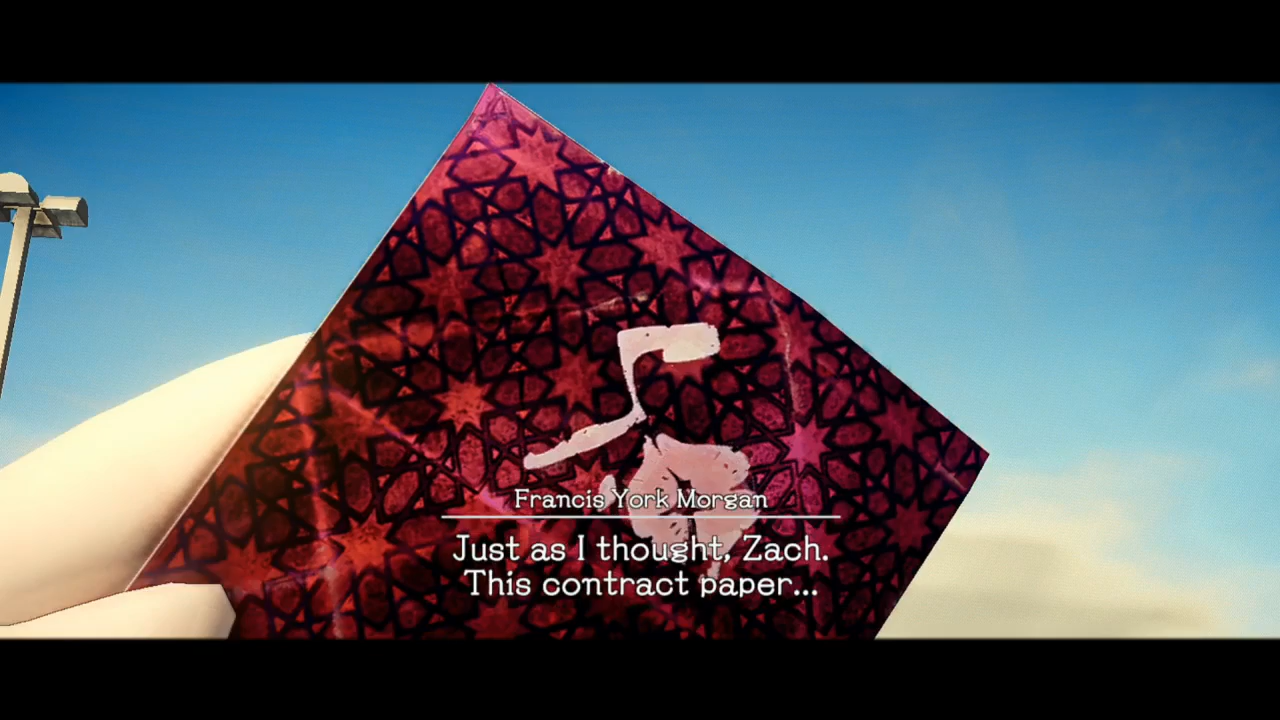 Francis York Morgan
Just as I thought, Zach.
This contract paper...